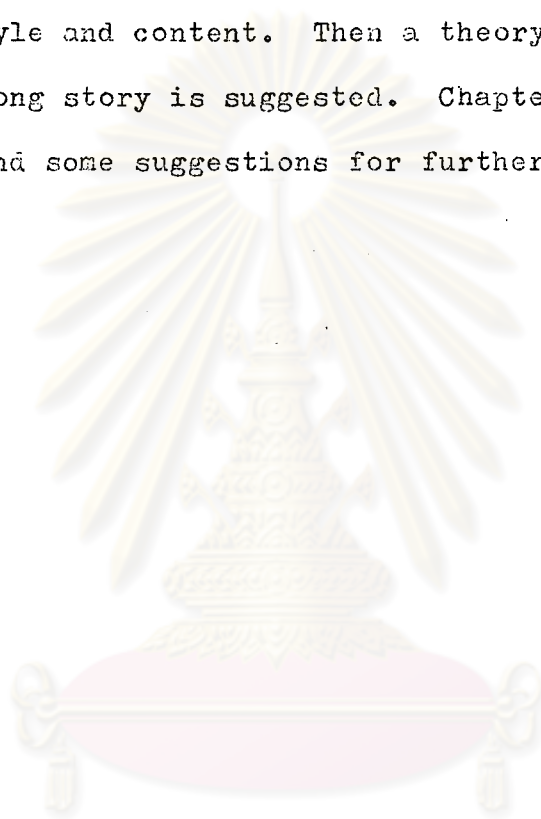 yle and content. Then a theory
ong story is suggested. Chapte
nd some suggestions for further